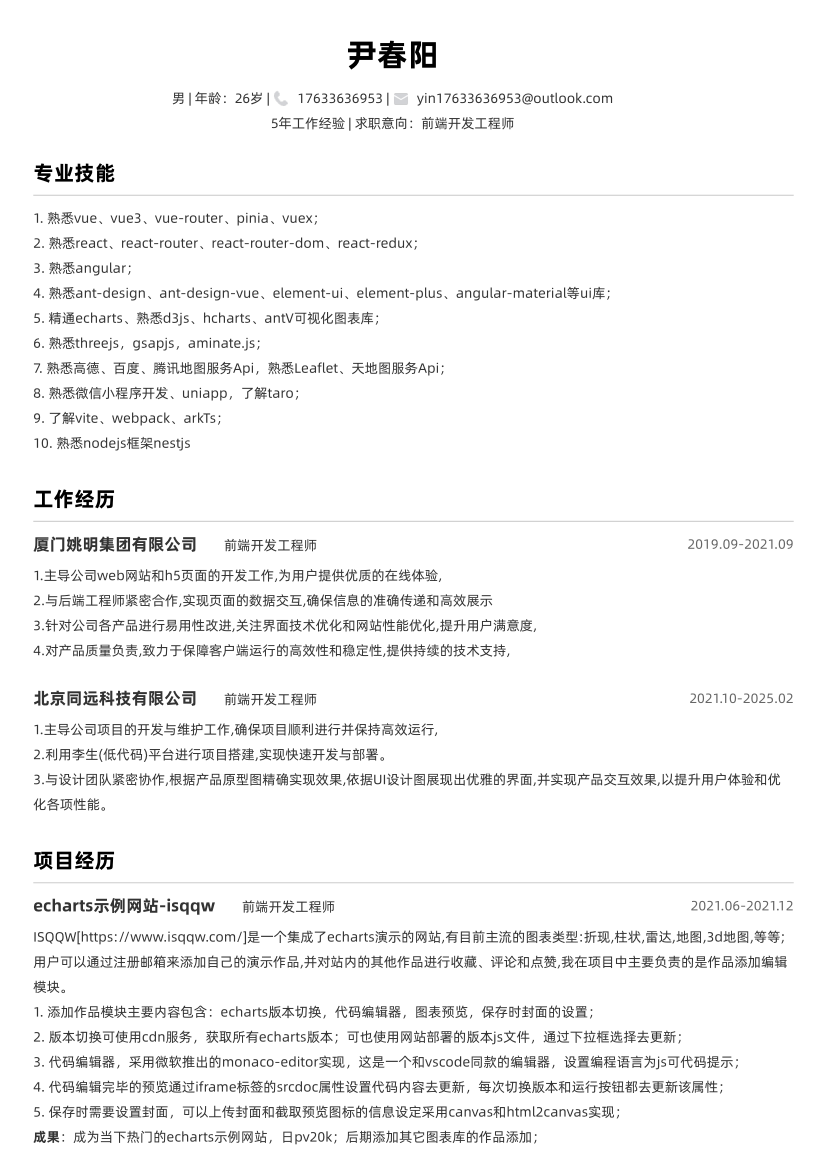 尹春阳
男 | 年龄：26岁 | 17633636953 | yin17633636953@outlook.com
5年工作经验 | 求职意向：前端开发工程师
专业技能
1. 熟悉vue、vue3、vue-router、pinia、vuex；
2. 熟悉react、react-router、react-router-dom、react-redux；
3. 熟悉angular；
4. 熟悉ant-design、ant-design-vue、element-ui、element-plus、angular-material等ui库；
5. 精通echarts、熟悉d3js、hcharts、antV可视化图表库；
6. 熟悉threejs，gsapjs，aminate.js；
7. 熟悉高德、百度、腾讯地图服务Api，熟悉Leaflet、天地图服务Api；
8. 熟悉微信小程序开发、uniapp，了解taro；
9. 了解vite、webpack、arkTs；
10. 熟悉nodejs框架nestjs
工作经历
厦门姚明集团有限公司 前端开发工程师 2019.09-2021.09
1.主导公司web网站和h5页面的开发工作,为用户提供优质的在线体验,
2.与后端工程师紧密合作,实现页面的数据交互,确保信息的准确传递和高效展示
3.针对公司各产品进行易用性改进,关注界面技术优化和网站性能优化,提升用户满意度,
4.对产品质量负责,致力于保障客户端运行的高效性和稳定性,提供持续的技术支持,
北京同远科技有限公司 前端开发工程师 2021.10-2025.02
1.主导公司项目的开发与维护工作,确保项目顺利进行并保持高效运行,
2.利用李生(低代码)平台进行项目搭建,实现快速开发与部署。
3.与设计团队紧密协作,根据产品原型图精确实现效果,依据UI设计图展现出优雅的界面,并实现产品交互效果,以提升用户体验和优
化各项性能。
项目经历
echarts示例网站-isqqw 前端开发工程师 2021.06-2021.12
ISQQW[https://www.isqqw.com/]是一个集成了echarts演示的网站,有目前主流的图表类型:折现,柱状,雷达,地图,3d地图,等等;
用户可以通过注册邮箱来添加自己的演示作品,并对站内的其他作品进行收藏、评论和点赞,我在项目中主要负责的是作品添加编辑
模块。
1. 添加作品模块主要内容包含：echarts版本切换，代码编辑器，图表预览，保存时封面的设置；
2. 版本切换可使用cdn服务，获取所有echarts版本；可也使用网站部署的版本js文件，通过下拉框选择去更新；
3. 代码编辑器，采用微软推出的monaco-editor实现，这是一个和vscode同款的编辑器，设置编程语言为js可代码提示；
4. 代码编辑完毕的预览通过iframe标签的srcdoc属性设置代码内容去更新，每次切换版本和运行按钮都去更新该属性；
5. 保存时需要设置封面，可以上传封面和截取预览图标的信息设定采用canvas和html2canvas实现；
成果：成为当下热门的echarts示例网站，日pv20k；后期添加其它图表库的作品添加；